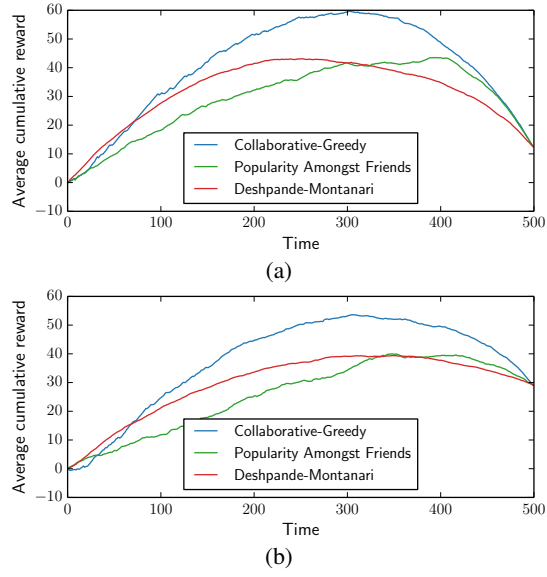 Average cumulative reward
60
50
40
30
20
10
0
−10
Collaborative-Greedy
Popularity Amongst Friends
Deshpande-Montanari
0 100 200 300 400 500
Time
(a)
Average cumulative reward
60
50
40
30
20
10
0
−10
Collaborative-Greedy
Popularity Amongst Friends
Deshpande-Montanari
0 100 200 300 400 500
Time
(b)